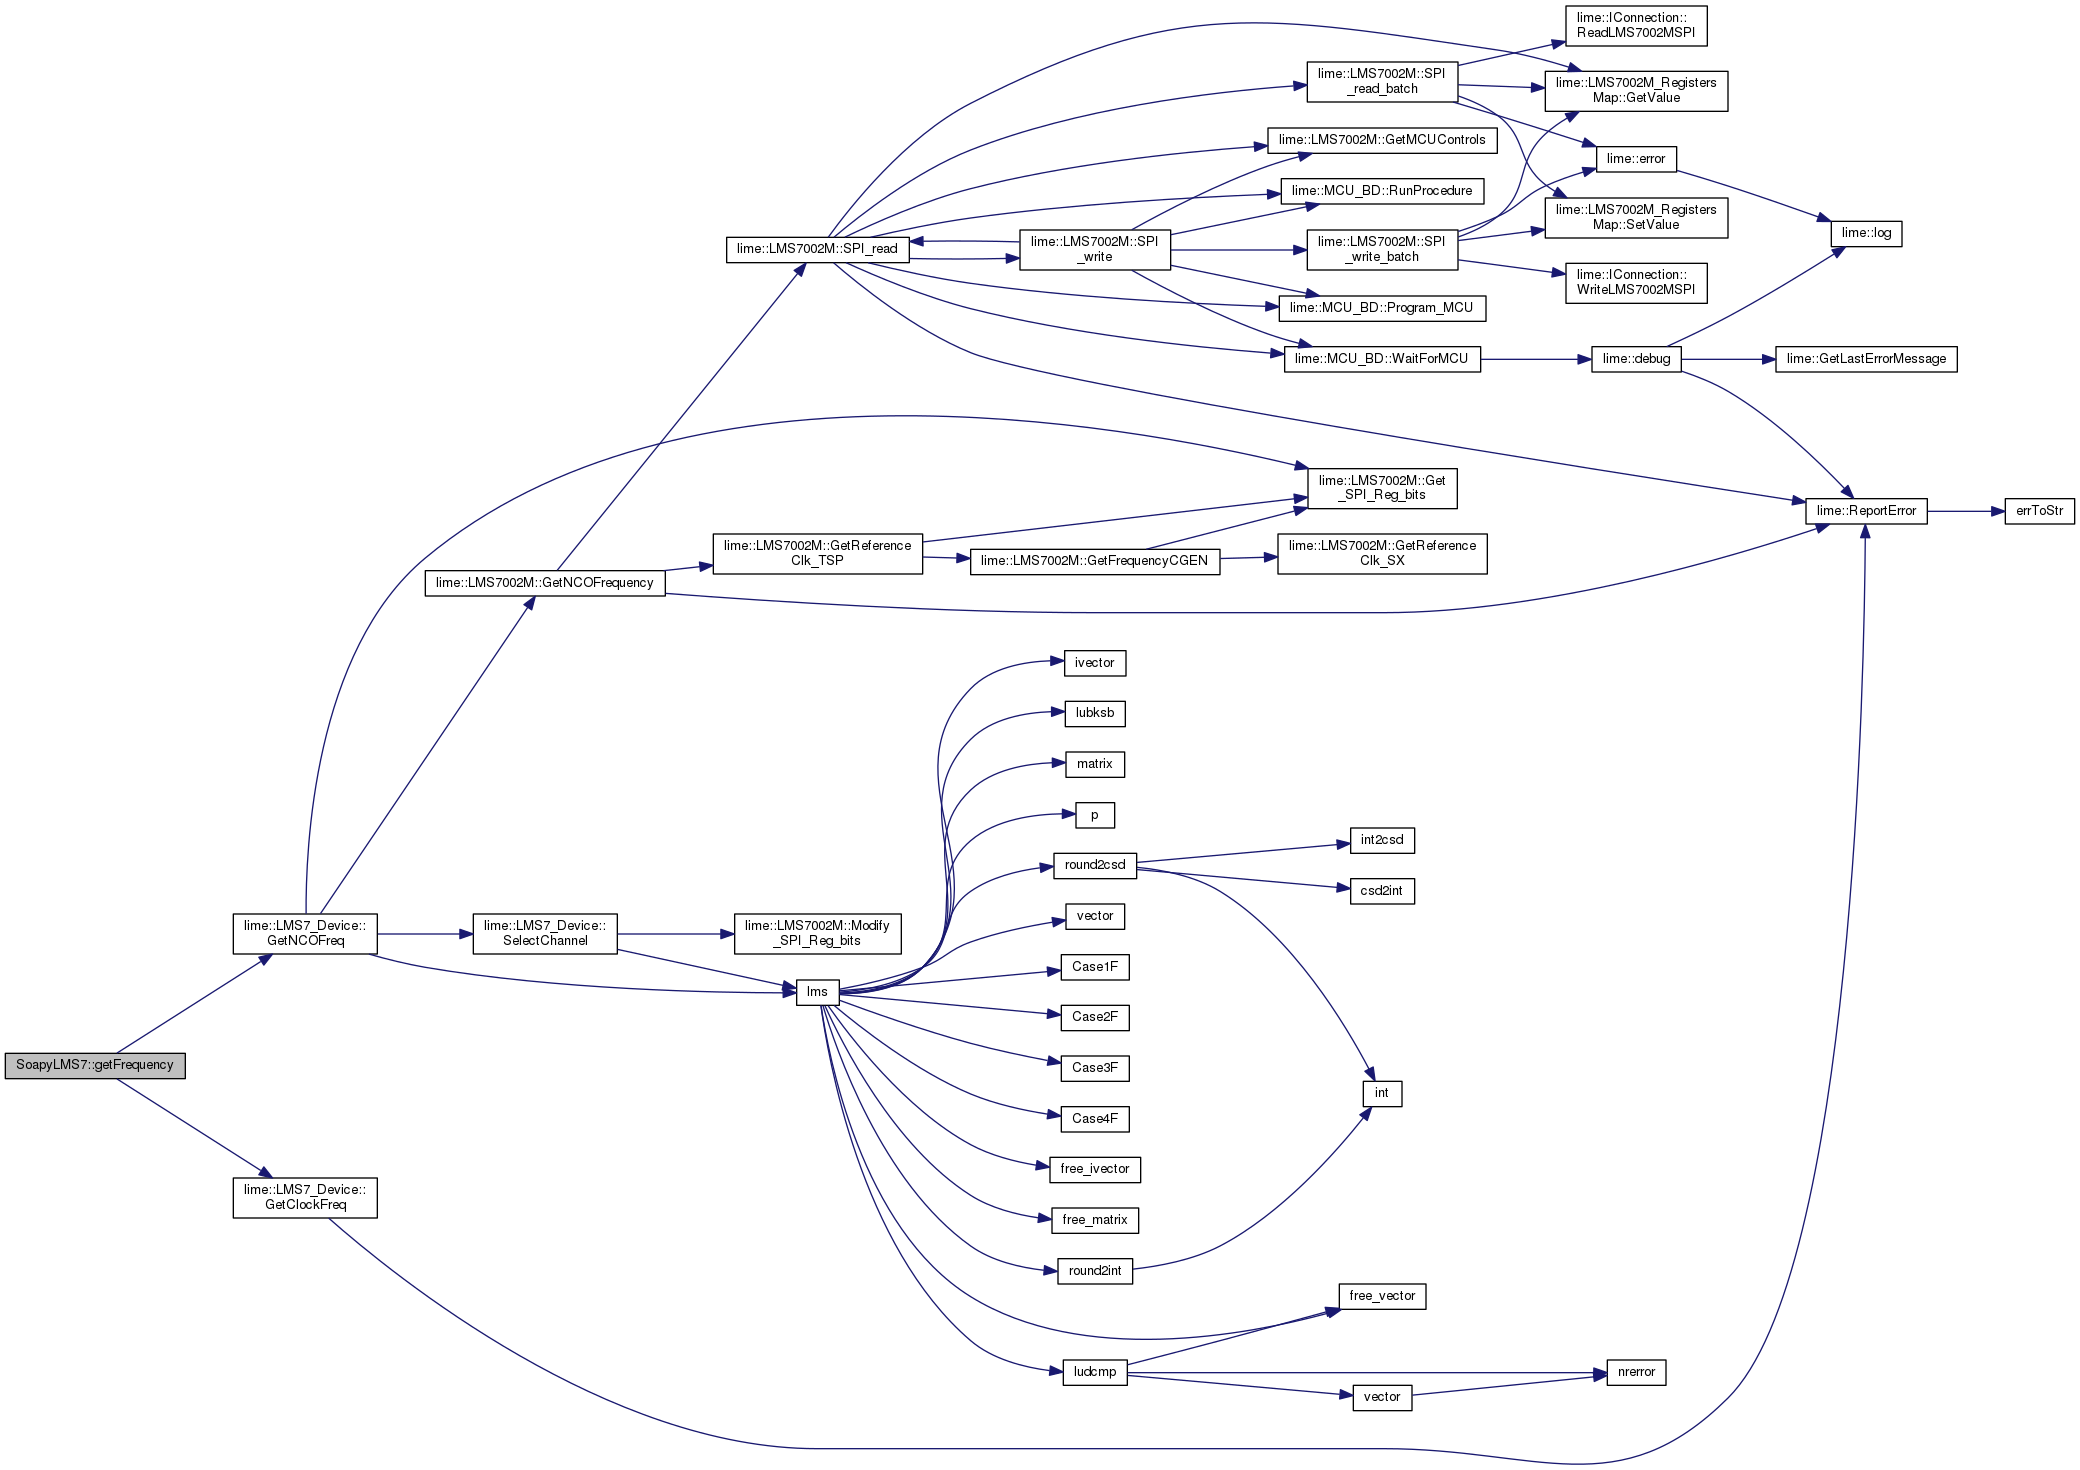 lime::IConnection::
ReadLMS7002MSPI
lime::LMS7002M::SPI
_read_batch
lime::LMS7002M_Registers
Map::GetValue
lime::LMS7002M::GetMCUControls
lime::error
lime::MCU_BD::RunProcedure
lime::LMS7002M_Registers
Map::SetValue
lime::log
lime::LMS7002M::SPI_read
lime::LMS7002M::SPI
_write
lime::LMS7002M::SPI
_write_batch
lime::IConnection::
WriteLMS7002MSPI
lime::MCU_BD::Program_MCU
lime::MCU_BD::WaitForMCU
lime::debug
lime::GetLastErrorMessage
lime::LMS7002M::Get
_SPI_Reg_bits
lime::ReportError
errToStr
lime::LMS7002M::GetReference
Clk_TSP
lime::LMS7002M::GetFrequencyCGEN
lime::LMS7002M::GetReference
Clk_SX
lime::LMS7002M::GetNCOFrequency
ivector
lubksb
matrix
p
round2csd
int2csd
csd2int
vector
lime::LMS7_Device::
GetNCOFreq
lime::LMS7_Device::
SelectChannel
lime::LMS7002M::Modify
_SPI_Reg_bits
lms
Case1F
Case2F
SoapyLMS7::getFrequency
Case3F
int
Case4F
free_ivector
lime::LMS7_Device::
GetClockFreq
free_matrix
round2int
free_vector
ludcmp
nrerror
vector